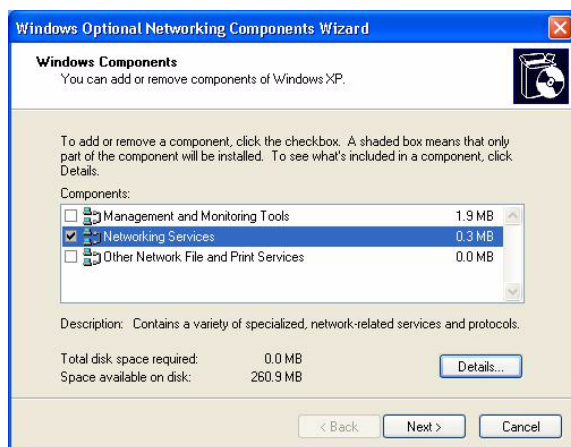 Windows Optional Networking Components Wizard
Windows Components
You can add or remove components of Windows XP.
To add or remove a component, click the checkbox. A shaded box means that only
part of the component will be installed. To see what's included in a component, click
Details.
Components:
Management and Monitoring Tools 1.9 MB
Networking Services 0.3 MB
Other Network File and Print Services 0.0 MB
Description: Contains a variety of specialized, network-related services and protocols.
Total disk space required: 0.0 MB
Space available on disk: 260.9 MB
Details...
< Back Next > Cancel